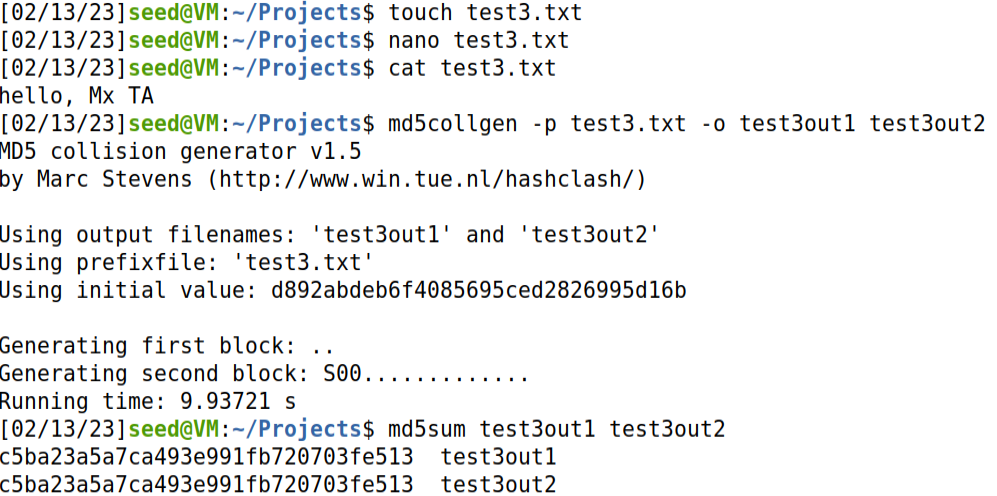 [02/13/23]seed@VM:~/Projects$ touch test3.txt
[02/13/23]seed@VM:~/Projects$ nano test3.txt
[02/13/23]seed@VM:~/Projects$ cat test3.txt
hello, Mx TA
[02/13/23]seed@VM:~/Projects$ md5collgen -p test3.txt -o test3out1 test3out2
MD5 collision generator v1.5
by Marc Stevens (http://www.win.tue.nl/hashclash/)

Using output filenames: 'test3out1' and 'test3out2'
Using prefixfile: 'test3.txt'
Using initial value: d892abdeb6f4085695ced2826995d16b

Generating first block: ..
Generating second block: S00.............
Running time: 9.93721 s
[02/13/23]seed@VM:~/Projects$ md5sum test3out1 test3out2
c5ba23a5a7ca493e991fb720703fe513  test3out1
c5ba23a5a7ca493e991fb720703fe513  test3out2